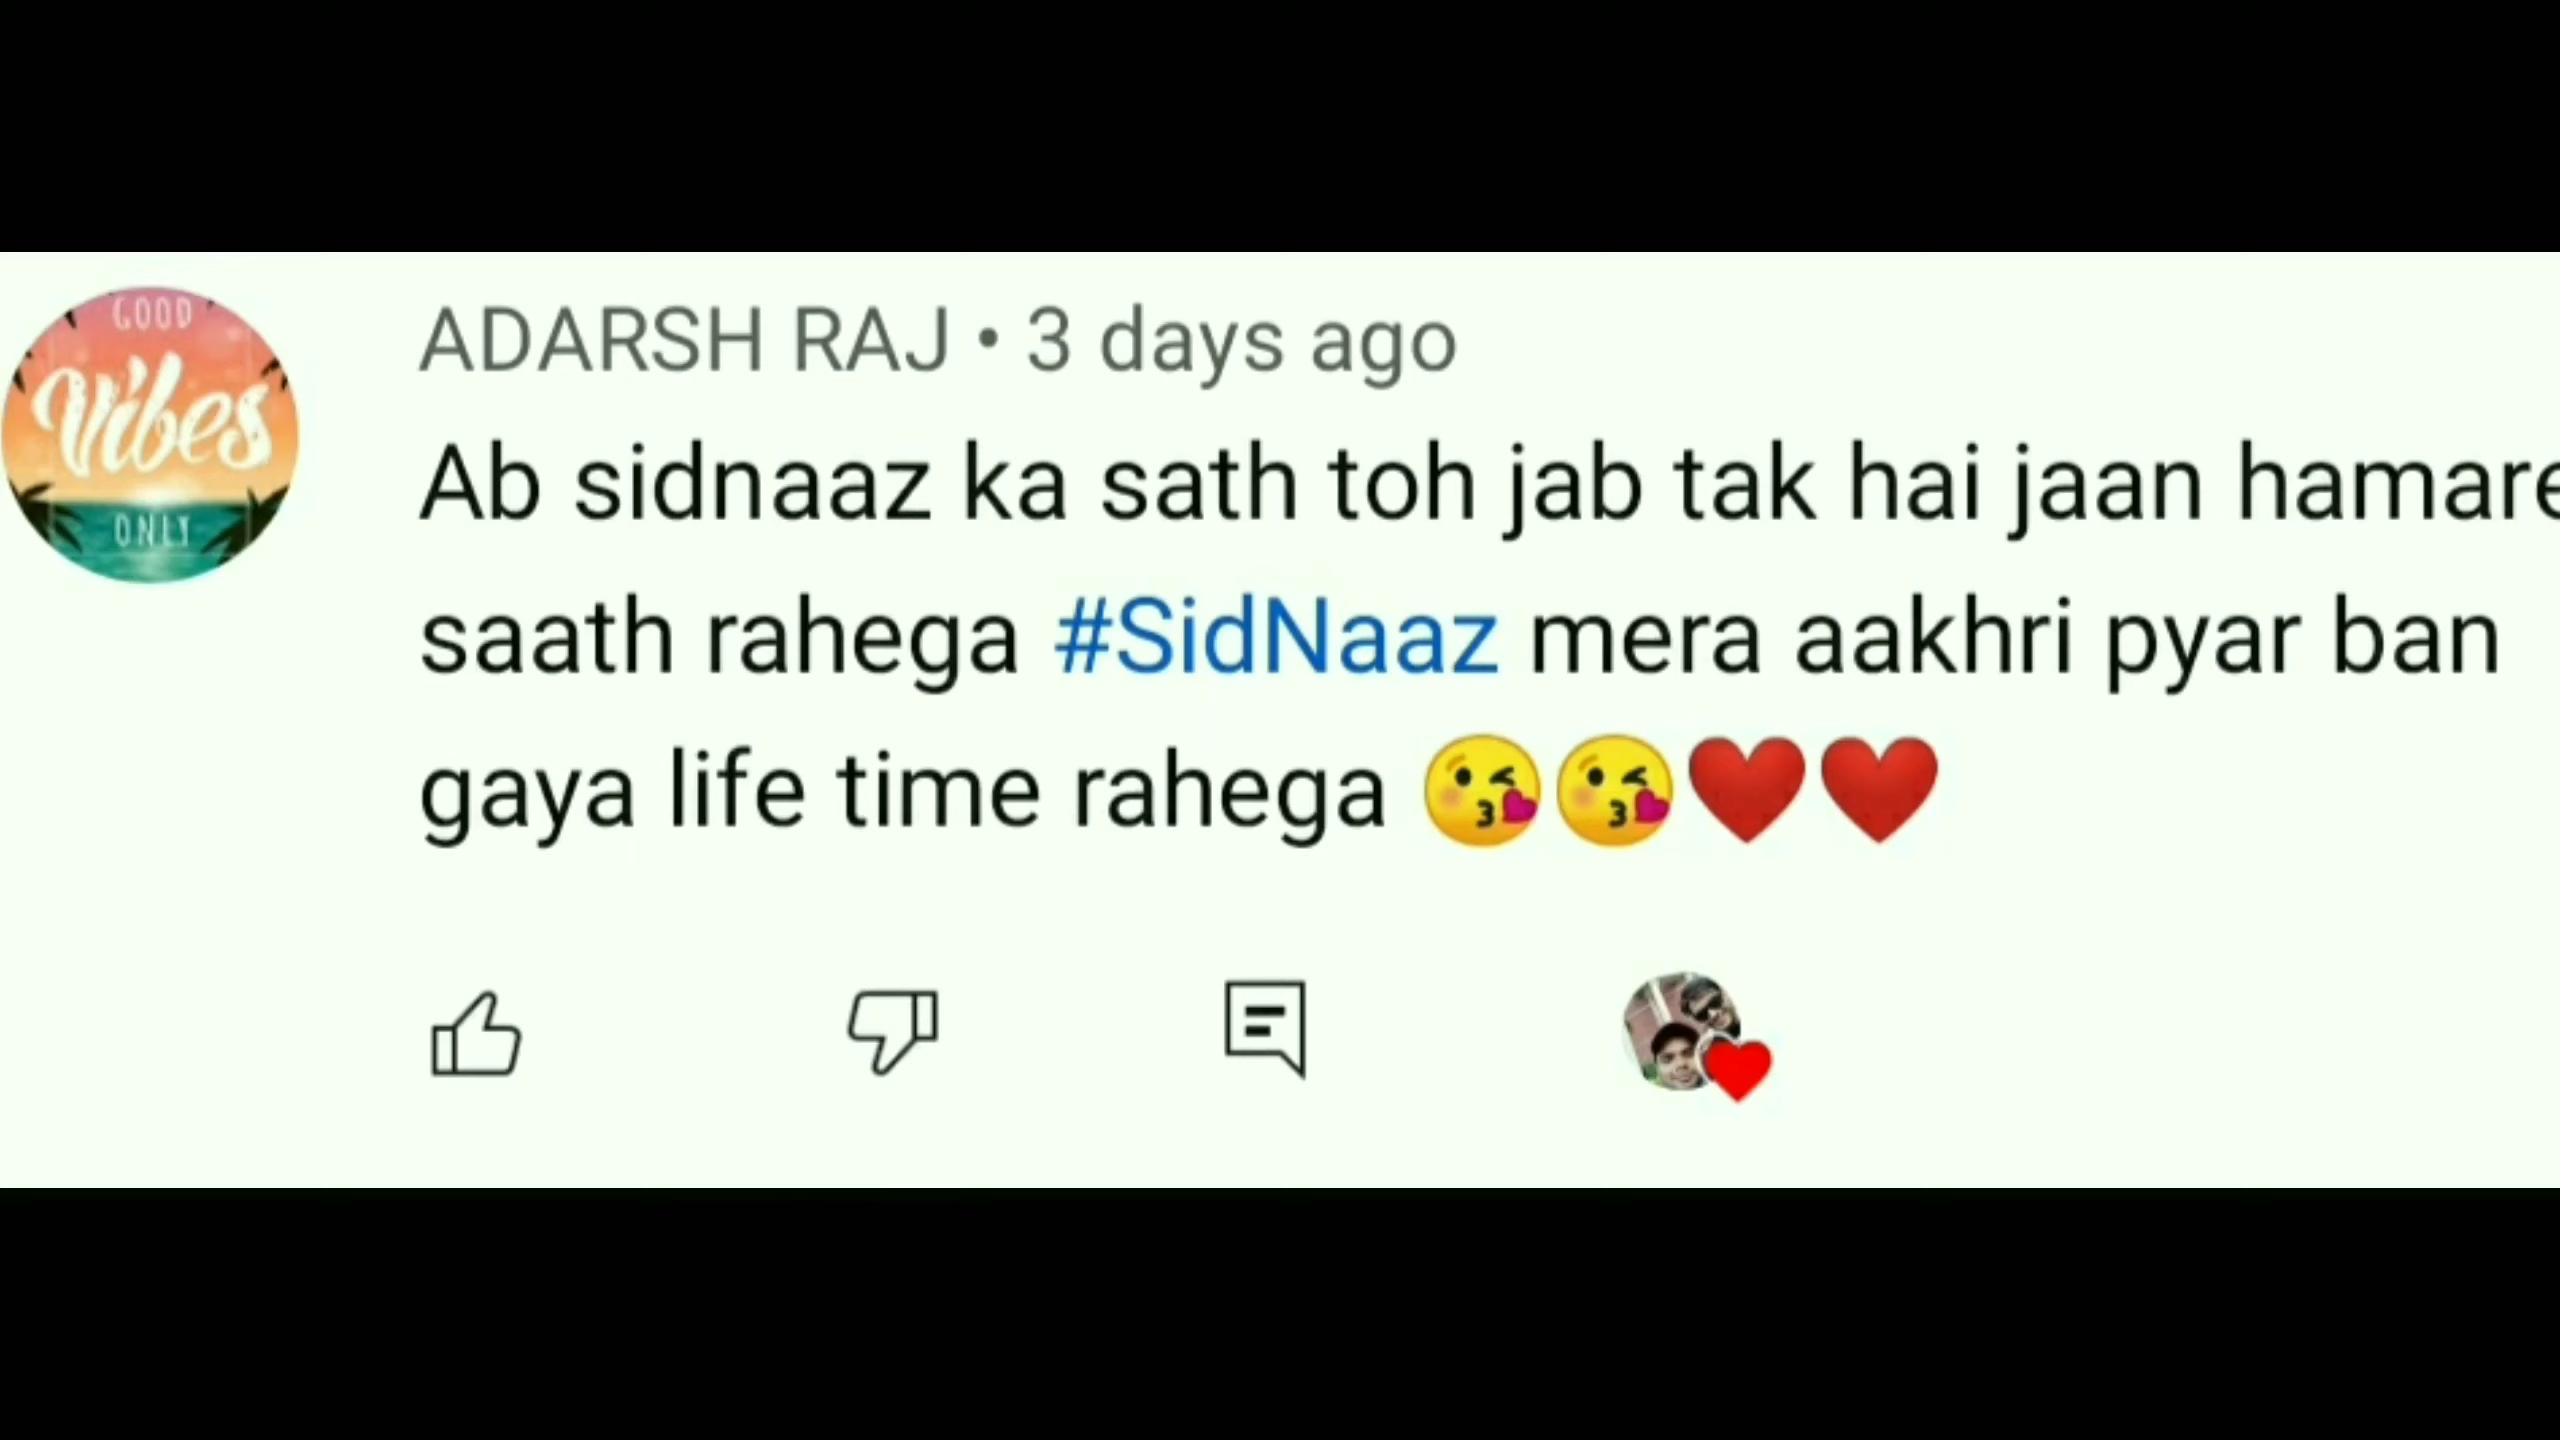 GOOD
Vibes
ONLY
ADARSH RAJ • 3 days ago
Ab sidnaaz ka sath toh jab tak hai jaan hamare
saath rahega #SidNaaz mera aakhri pyar ban
gaya life time rahega 😘😘❤️❤️